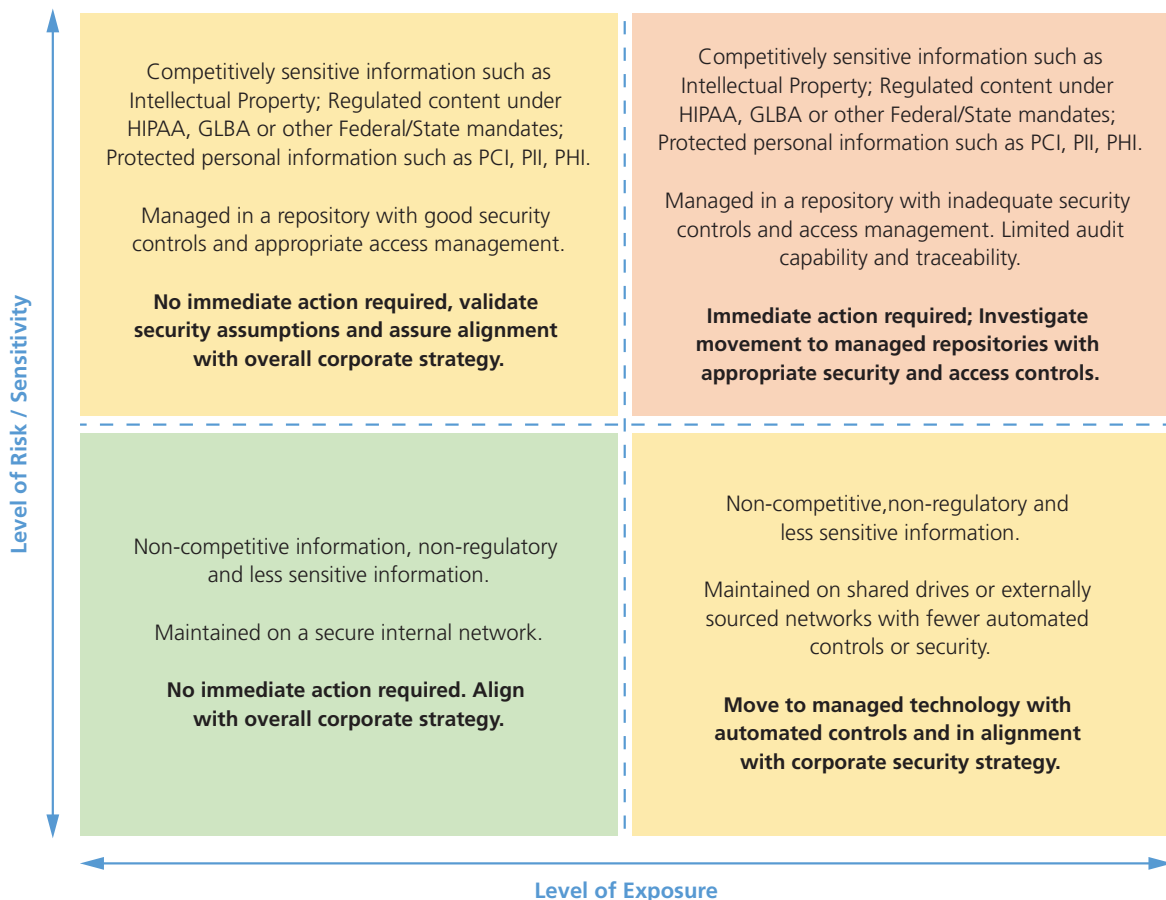 Level of Risk / Sensitivity
Competitively sensitive information such as
Intellectual Property; Regulated content under
HIPAA, GLBA or other Federal/State mandates;
Protected personal information such as PCI, PII, PHI.
Managed in a repository with good security
controls and appropriate access management.
No immediate action required, validate
security assumptions and assure alignment
with overall corporate strategy.
Competitively sensitive information such as
Intellectual Property; Regulated content under
HIPAA, GLBA or other Federal/State mandates;
Protected personal information such as PCI, PII, PHI.
Managed in a repository with inadequate security
controls and access management. Limited audit
capability and traceability.
Immediate action required; Investigate
movement to managed repositories with
appropriate security and access controls.
Non-competitive information, non-regulatory
and less sensitive information.
Maintained on a secure internal network.
No immediate action required. Align
with overall corporate strategy.
Non-competitive,non-regulatory and
less sensitive information.
Maintained on shared drives or externally
sourced networks with fewer automated
controls or security.
Move to managed technology with
automated controls and in alignment
with corporate security strategy.
Level of Exposure